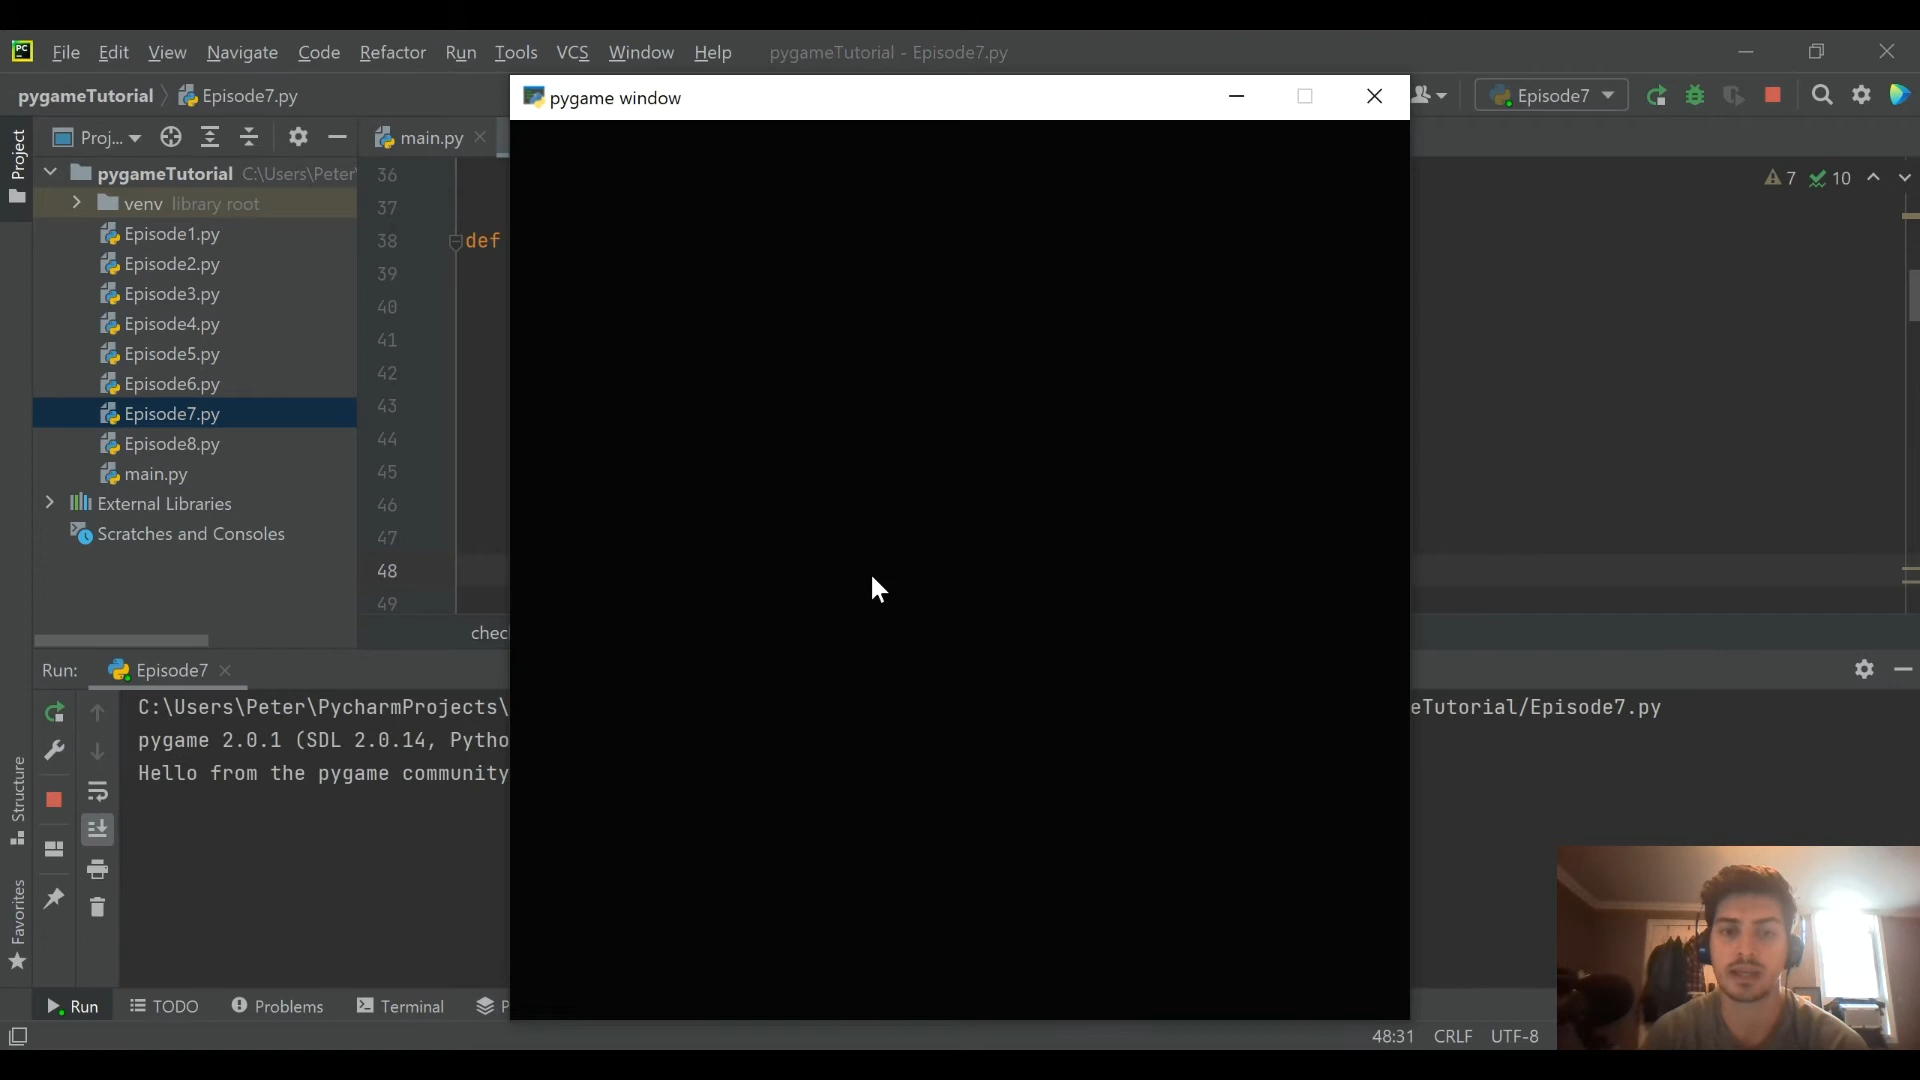 PC File Edit View Navigate Code Refactor Run Tools VCS Window Help pygameTutorial - Episode7.py
pygameTutorial Episode7.py
pygame window
Episode7
Project
Proj...
main.py
pygameTutorial C:\Users\Peter
venv library root
Episode1.py
Episode2.py
Episode3.py
Episode4.py
Episode5.py
Episode6.py
Episode7.py
Episode8.py
main.py
External Libraries
Scratches and Consoles
36
37
38 def
39
40
41
42
43
44
45
46
47
48
49
7 10
chec
Run: Episode7
C:\Users\Peter\PycharmProjects\ eTutorial/Episode7.py
pygame 2.0.1 (SDL 2.0.14, Pytho
Hello from the pygame community
Structure
Favorites
Run TODO Problems Terminal P
48:31 CRLF UTF-8